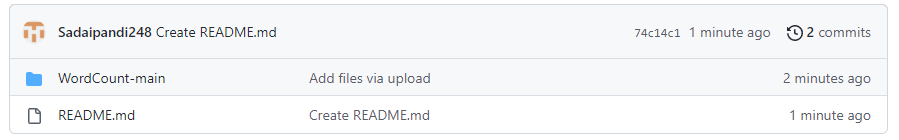 Sadaipandi248 Create README.md 74c14c1 1 minute ago 2 commits
WordCount-main Add files via upload 2 minutes ago
README.md Create README.md 1 minute ago